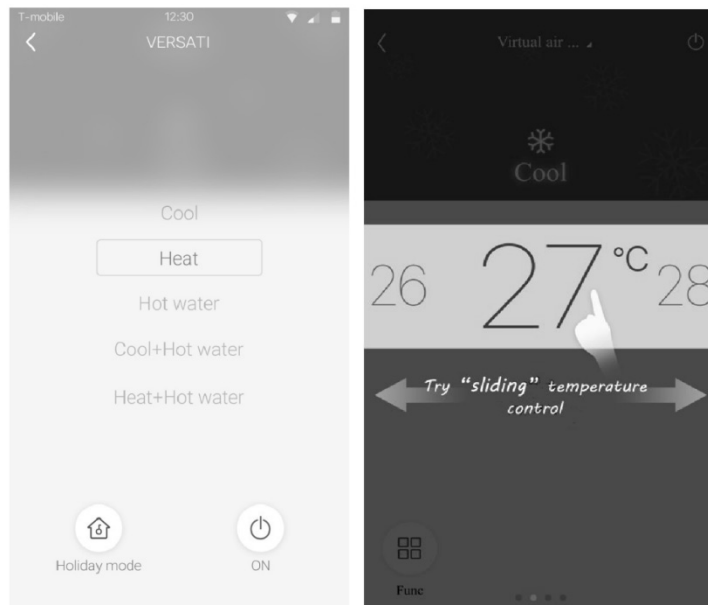 T-mobile 12:30
VERSATI
Cool
Heat
Hot water
Cool+Hot water
Heat+Hot water
Holiday mode
ON
Virtual air ...
Cool
26 27°C 28
Try “sliding” temperature
control
Func